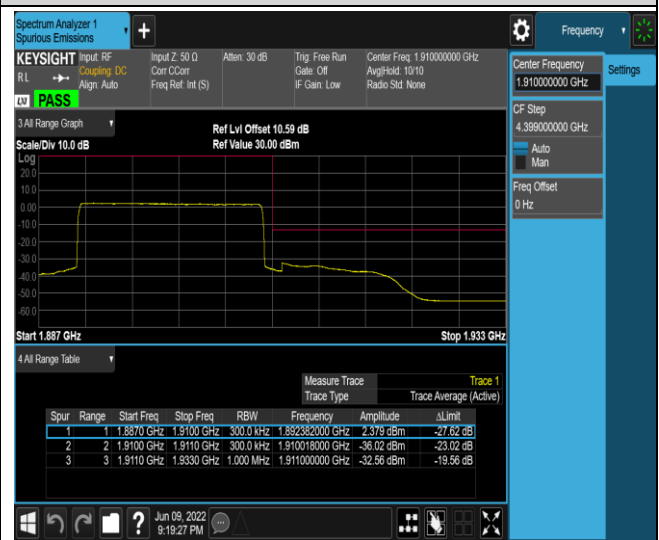 Spectrum Analyzer 1
Spurious Emissions
+
Frequency
KEYSIGHT Input: RF Input Z: 50 Ω Atten: 30 dB Trig: Free Run Center Freq: 1.910000000 GHz
RL Coupling: DC Corr CCorr Gate: Off Avg|Hold: 10/10
Align: Auto Freq Ref: Int (S) IF Gain: Low Radio Std: None
PASS
Center Frequency
1.910000000 GHz
Settings
CF Step
4.399000000 GHz
Auto
Man
Freq Offset
0 Hz
3 All Range Graph
Ref Lvl Offset 10.59 dB
Scale/Div 10.0 dB Ref Value 30.00 dBm
Log
20.0
10.0
0.00
-10.0
-20.0
-30.0
-40.0
-50.0
-60.0
Start 1.887 GHz Stop 1.933 GHz
4 All Range Table
Measure Trace Trace 1
Trace Type Trace Average (Active)
Spur Range Start Freq Stop Freq RBW Frequency Amplitude ΔLimit
1 1 1.8870 GHz 1.9100 GHz 300.0 kHz 1.892382000 GHz 2.379 dBm -27.62 dB
2 2 1.9100 GHz 1.9110 GHz 300.0 kHz 1.910018000 GHz -36.02 dBm -23.02 dB
3 3 1.9110 GHz 1.9330 GHz 1.000 MHz 1.911000000 GHz -32.56 dBm -19.56 dB
?
Jun 09, 2022
9:19:27 PM